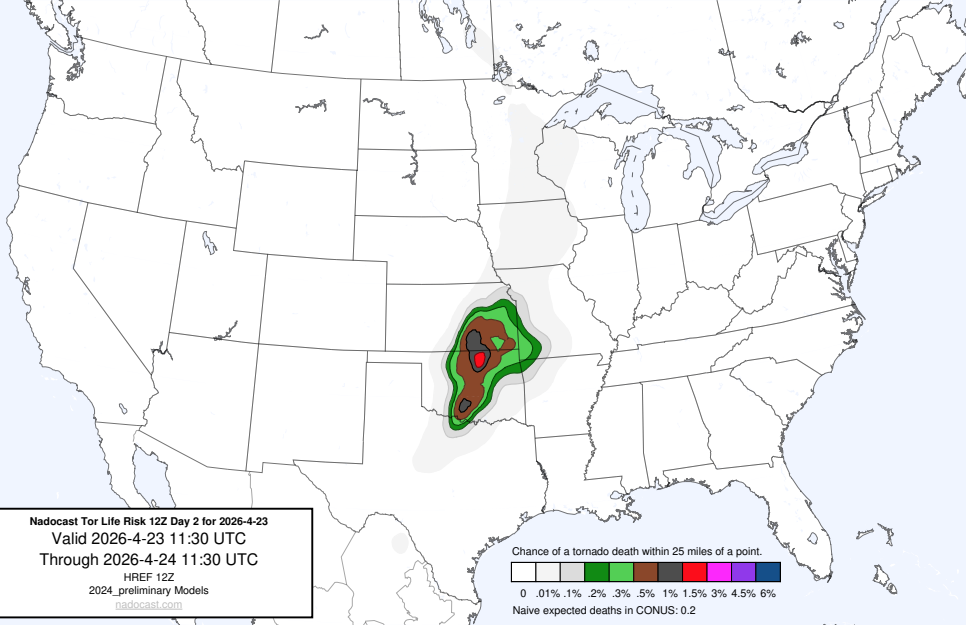 Nadocast Tor Life Risk 12Z Day 2 for 2026-4-23
Valid 2026-4-23 11:30 UTC
Through 2026-4-24 11:30 UTC
HREF 12Z
2024_preliminary Models
nadocast.com
Chance of a tornado death within 25 miles of a point.
0 .01% .1% .2% .3% .5% 1% 1.5% 3% 4.5% 6%
Naive expected deaths in CONUS: 0.2